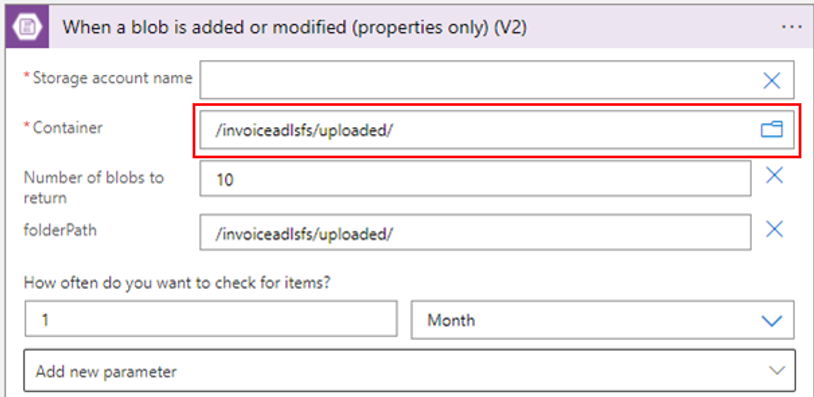 When a blob is added or modified (properties only) (V2)
* Storage account name
* Container
/invoiceadlsfs/uploaded/
Number of blobs to
return
10
folderPath
/invoiceadlsfs/uploaded/
How often do you want to check for items?
1
Month
Add new parameter